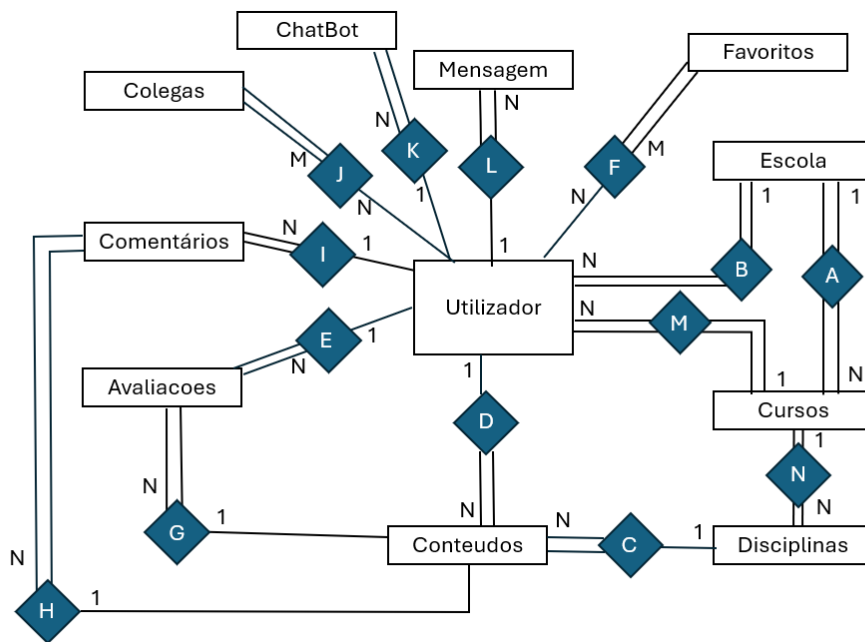 ChatBot
Mensagem
Favoritos
Colegas
N
N
M
M
K
L
F
J
Escola
N
N
1
1
1
Comentários
N
I
1
1
N
B
A
Utilizador
N
M
E
1
N
1
1
N
Avaliacoes
Cursos
D
1
N
N
N
G
1
N
N
C
1
Conteudos
Disciplinas
N
H
1